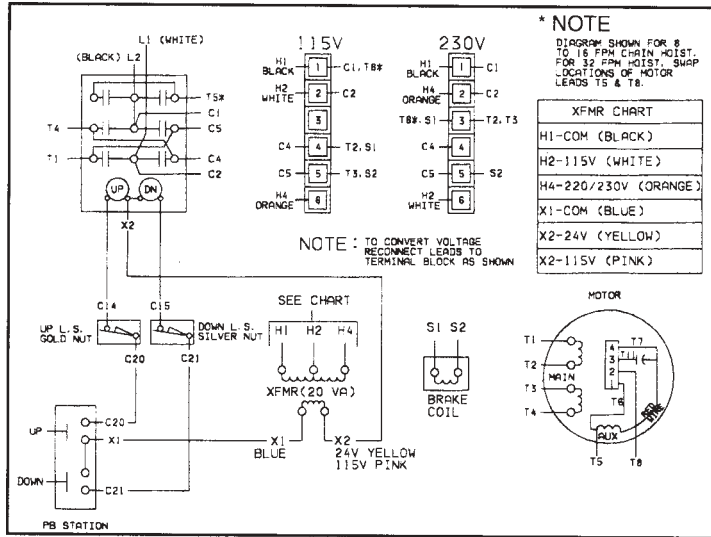 L1 (WHITE)
(BLACK) L2
T5*
C1
T4
C5
T1
C4
C2
UP
DN
X2
115V
H1
BLACK
1
C1, T8*
H2
WHITE
2
C2
3
C4
4
T2, S1
C5
5
T3, S2
H4
ORANGE
6
230V
H1
BLACK
1
C1
H4
ORANGE
2
C2
T8*, S1
3
T2, T3
C4
4
C5
5
S2
H2
WHITE
6
NOTE : TO CONVERT VOLTAGE
RECONNECT LEADS TO
TERMINAL BLOCK AS SHOWN
* NOTE
DIAGRAM SHOWN FOR 8
TO 16 FPM CHAIN HOIST.
FOR 32 FPM HOIST, SWAP
LOCATIONS OF MOTOR
LEADS T5 & T8.
XFMR CHART
H1-COM (BLACK)
H2-115V (WHITE)
H4-220/230V (ORANGE)
X1-COM (BLUE)
X2-24V (YELLOW)
X2-115V (PINK)
C14
C15
UP L.S.
GOLD NUT
DOWN L.S.
SILVER NUT
C20
C21
SEE CHART
H1 H2 H4
XFMR(20 VA)
X1
BLUE
X2
24V YELLOW
115V PINK
S1 S2
BRAKE
COIL
MOTOR
T1
T2
MAIN
T3
T4
4
3
2
1
T7
T11
T6
RED
WIRE
AUX
T5
T8
UP
C20
X1
DOWN
C21
PB STATION